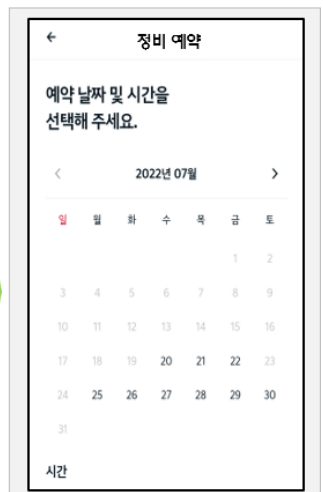 ← 정비 예약
예약 날짜 및 시간을
선택해 주세요.
< 2022년 07월 >
일 월 화 수 목 금 토
1 2
3 4 5 6 7 8 9
10 11 12 13 14 15 16
17 18 19 20 21 22 23
24 25 26 27 28 29 30
31
시간